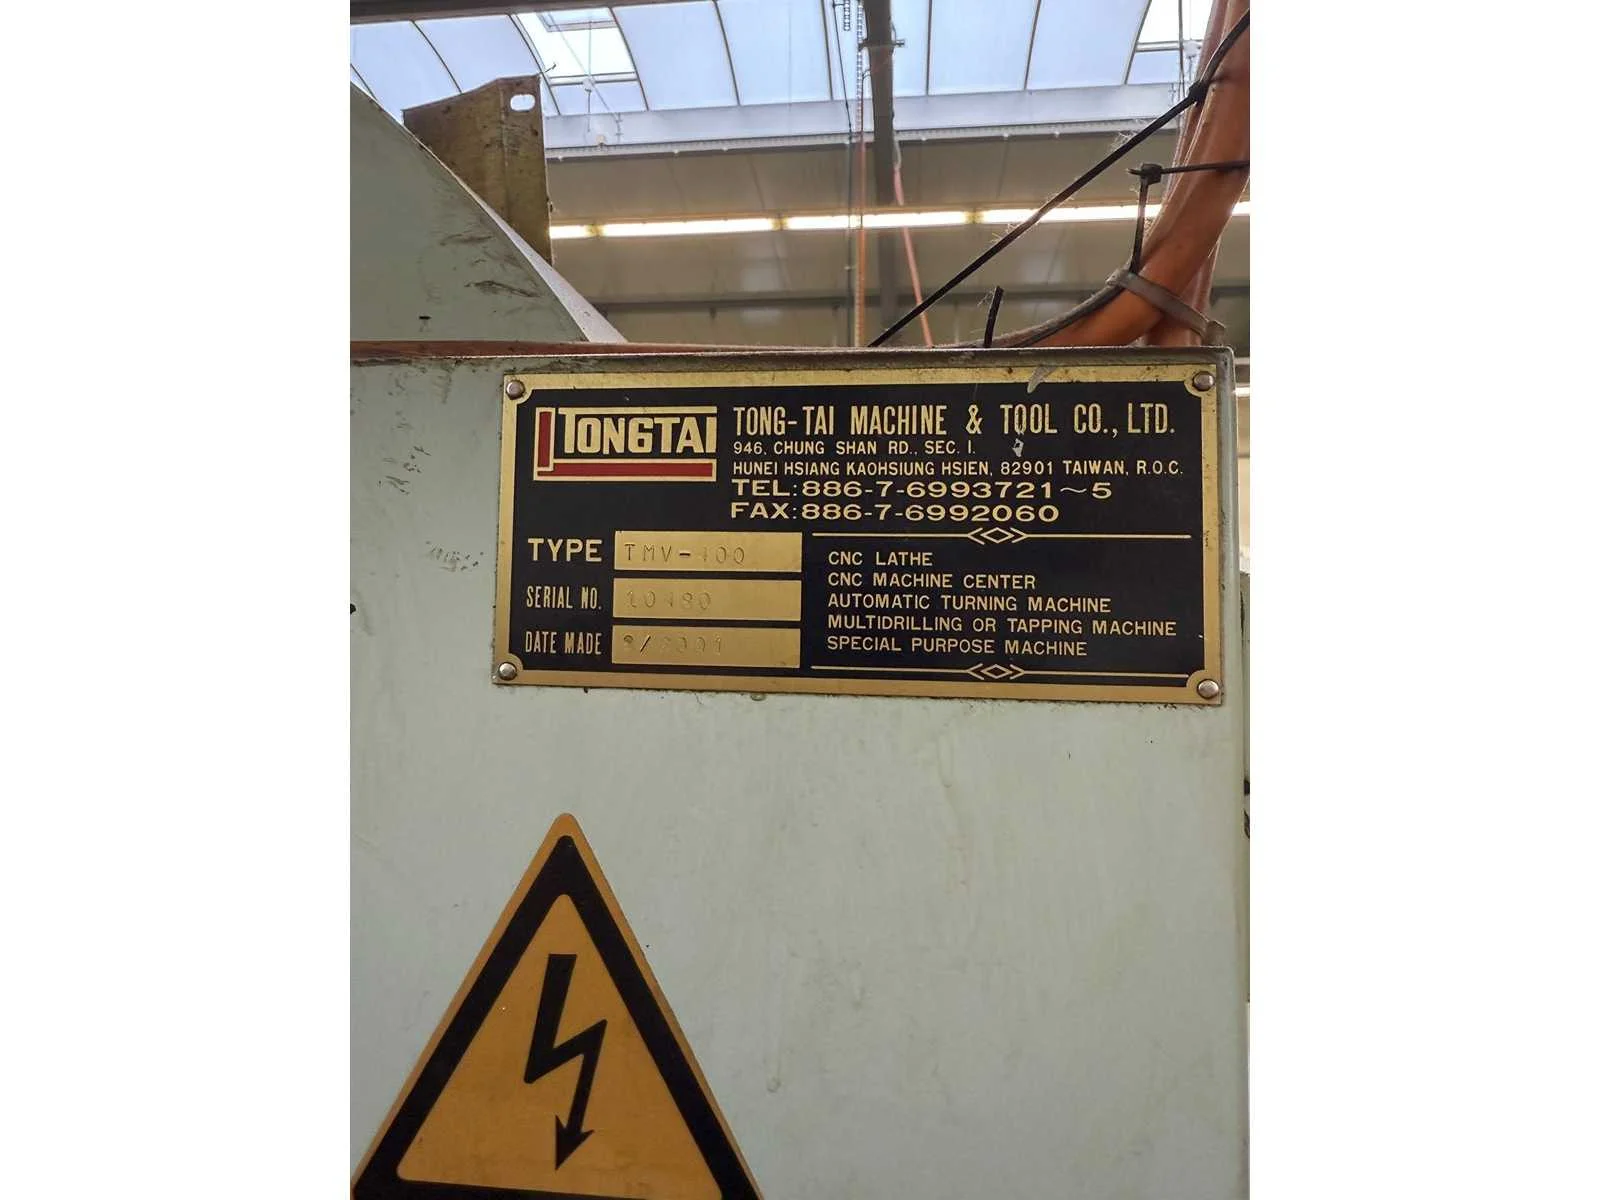 TONGTAI
TONG-TAI MACHINE & TOOL CO., LTD.
946, CHUNG SHAN RD., SEC. I.
HUNEI HSIANG KAOHSIUNG HSIEN, 82901 TAIWAN, R.O.C.
TEL:886-7-6993721~5
FAX:886-7-6992060
TYPE TMV-400
SERIAL NO.
DATE MADE
CNC LATHE
CNC MACHINE CENTER
AUTOMATIC TURNING MACHINE
MULTIDRILLING OR TAPPING MACHINE
SPECIAL PURPOSE MACHINE